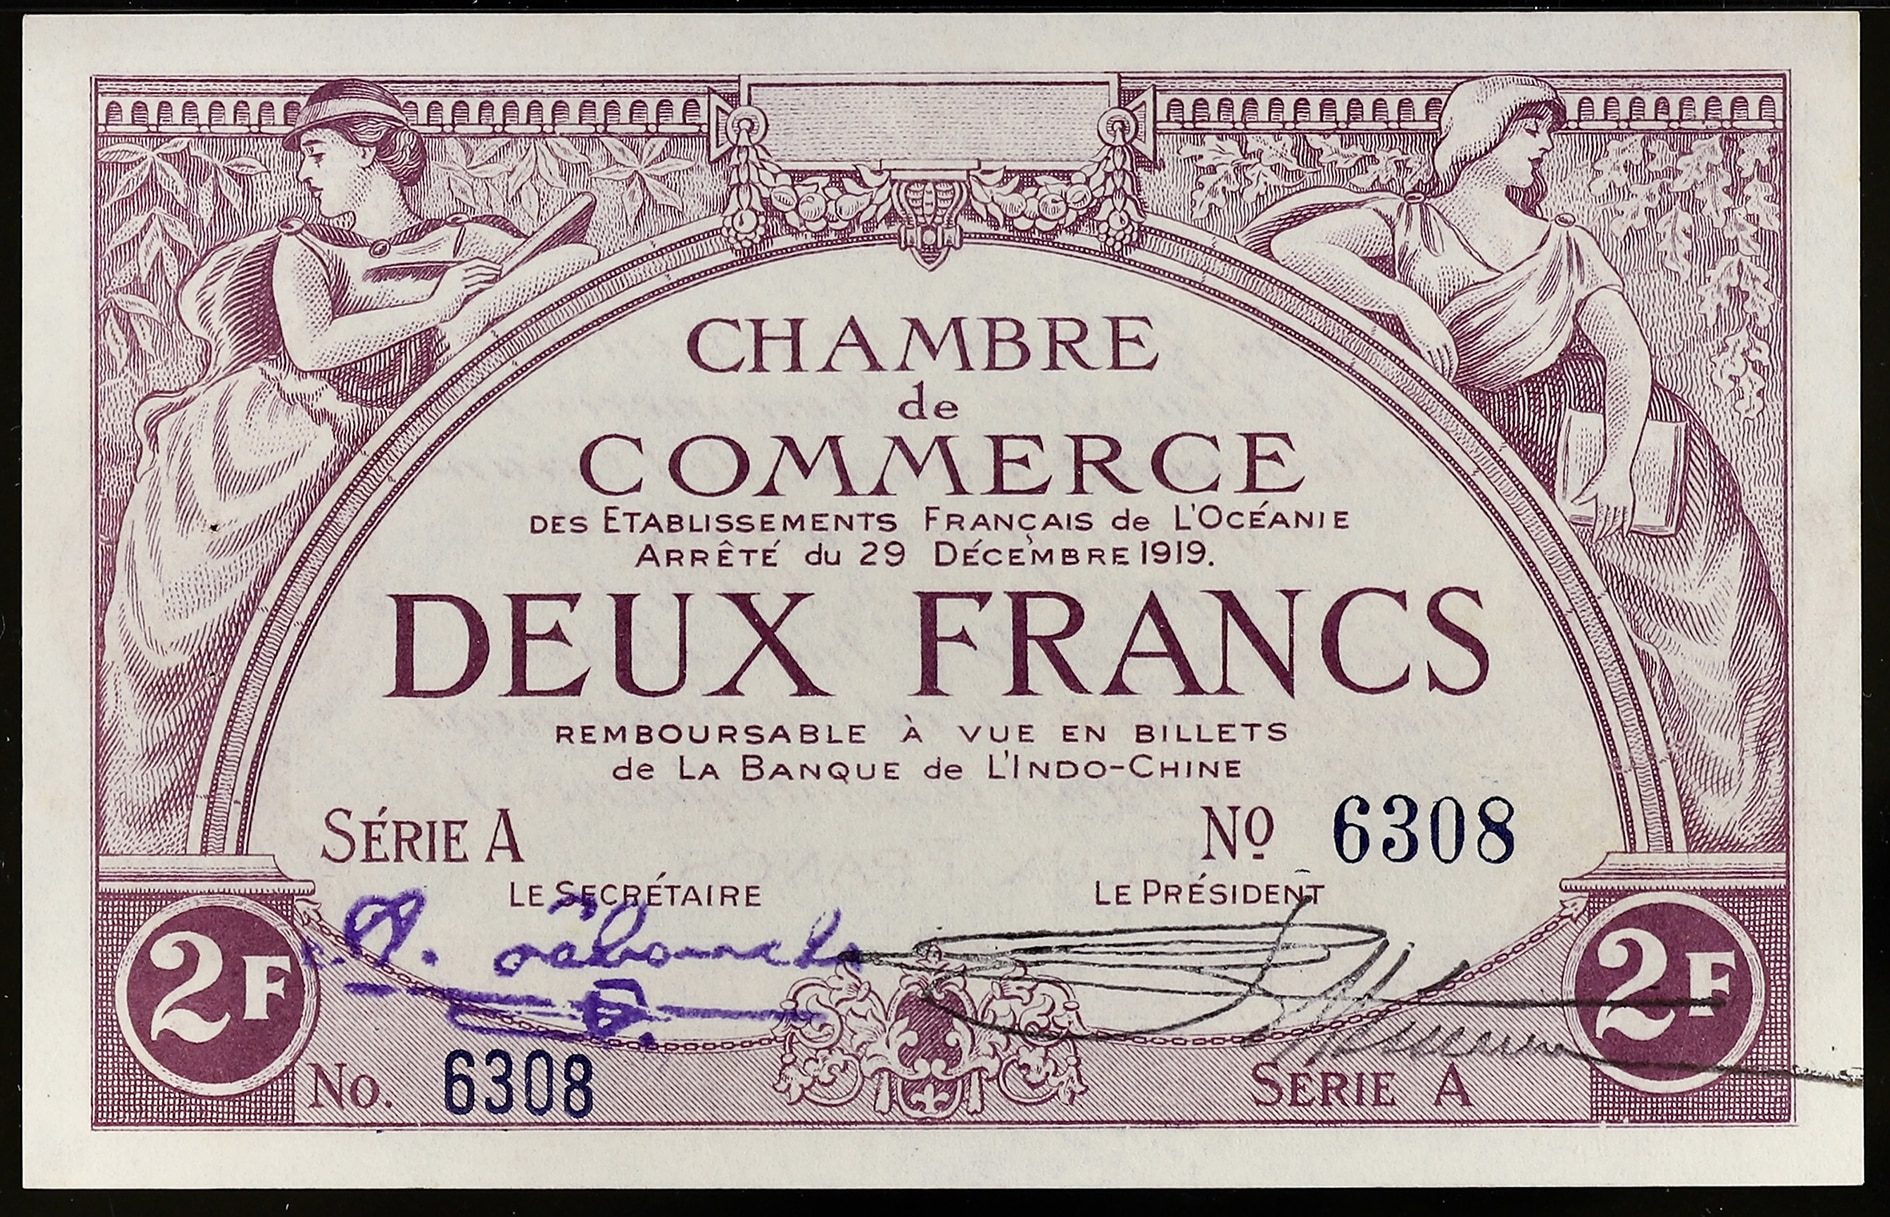 CHAMBRE
de
COMMERCE
DES ETABLISSEMENTS FRANÇAIS de L'OCÉANIE
ARRÊTÉ du 29 DÉCEMBRE 1919.
DEUX FRANCS
REMBOURSABLE À VUE EN BILLETS
de LA BANQUE de L'INDO-CHINE
SÉRIE A Nº 6308
LE SECRÉTAIRE LE PRÉSIDENT
2F 2F
No. 6308 SÉRIE A